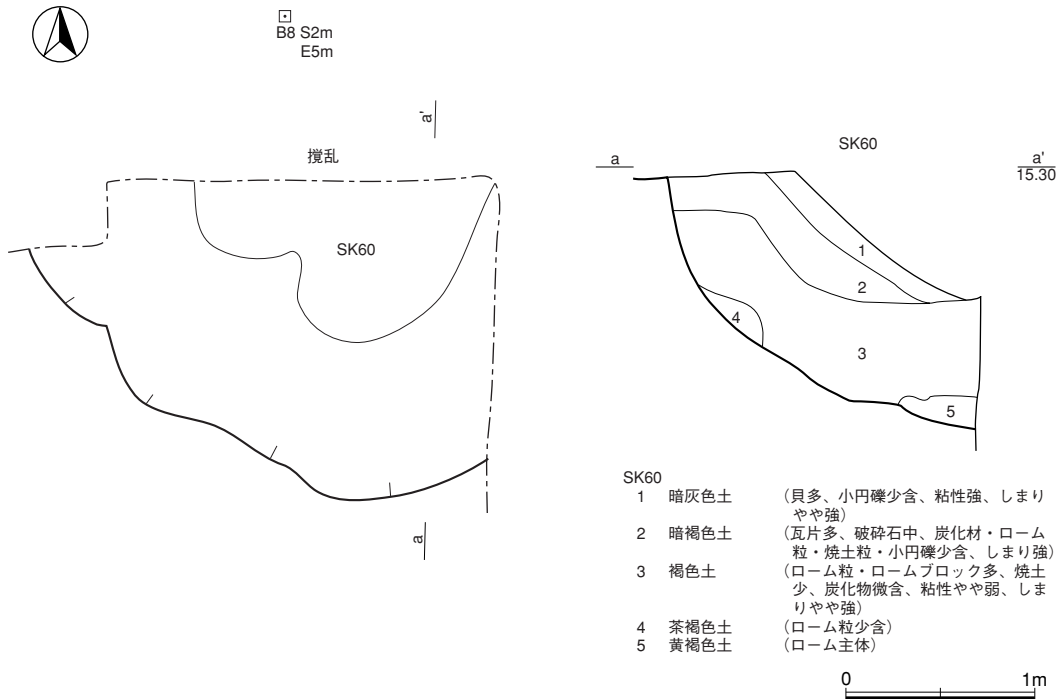 B8 S2m
E5m
a'
撹乱
SK60
a
SK60
a
a'
15.30
1
2
3
4
5
SK60
1 暗灰色土 （貝多、小円礫少含、粘性強、しまり
やや強）
2 暗褐色土 （瓦片多、破砕石中、炭化材・ローム
粒・焼土粒・小円礫少含、しまり強）
3 褐色土 （ローム粒・ロームブロック多、焼土
少、炭化物微含、粘性やや弱、しま
りやや強）
4 茶褐色土 （ローム粒少含）
5 黄褐色土 （ローム主体）
0 1m